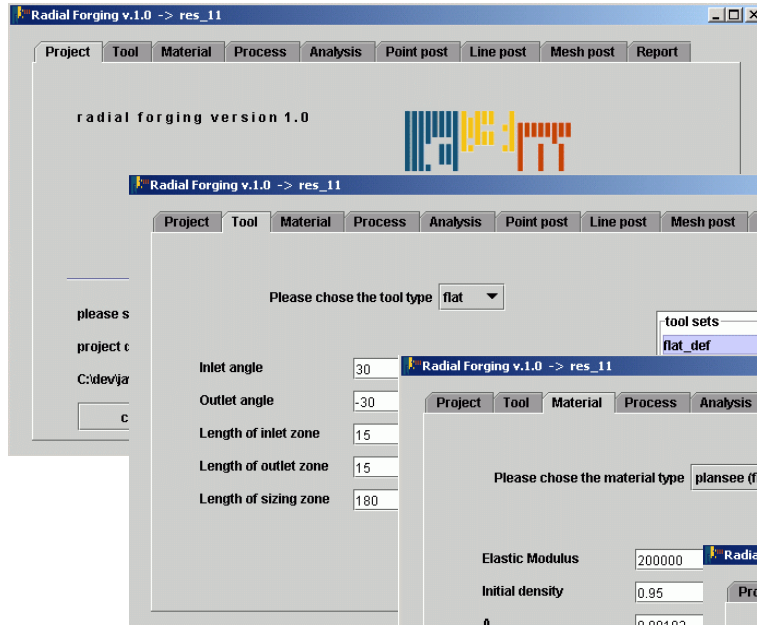 Radial Forging v.1.0 -> res_11
Project Tool Material Process Analysis Point post Line post Mesh post Report
radial forging version 1.0
Radial Forging v.1.0 -> res_11
Project Tool Material Process Analysis Point post Line post Mesh post
Please chose the tool type flat
please s
tool sets
project
flat_def
Inlet angle 30
C:\dev\ja
Radial Forging v.1.0 -> res_11
Outlet angle -30
Project Tool Material Process Analysis
c
Length of inlet zone 15
Length of outlet zone 15
Please chose the material type plansee (f
Length of sizing zone 180
Elastic Modulus 200000
Radia
Initial density 0.95
Pro